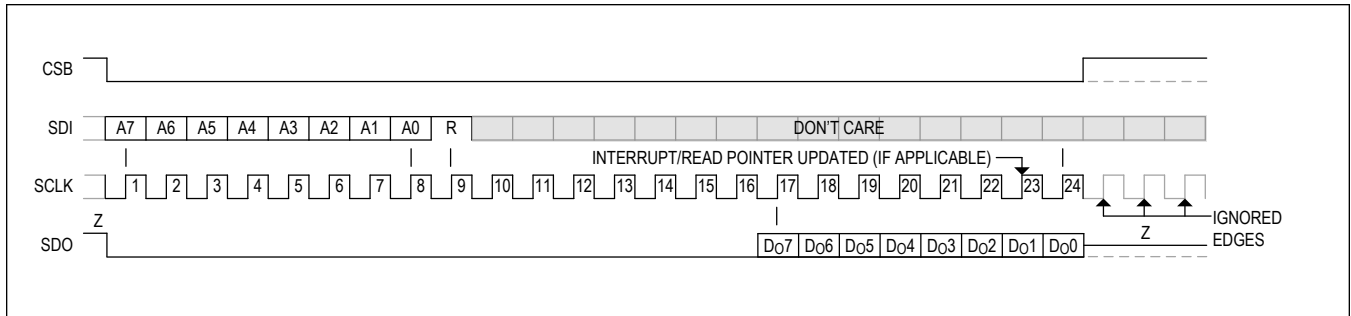 CSB
SDI A7 A6 A5 A4 A3 A2 A1 A0 R DON'T CARE
INTERRUPT/READ POINTER UPDATED (IF APPLICABLE)
SCLK 1 2 3 4 5 6 7 8 9 10 11 12 13 14 15 16 17 18 19 20 21 22 23 24
IGNORED
EDGES
Z Z
SDO DO7 DO6 DO5 DO4 DO3 DO2 DO1 DO0